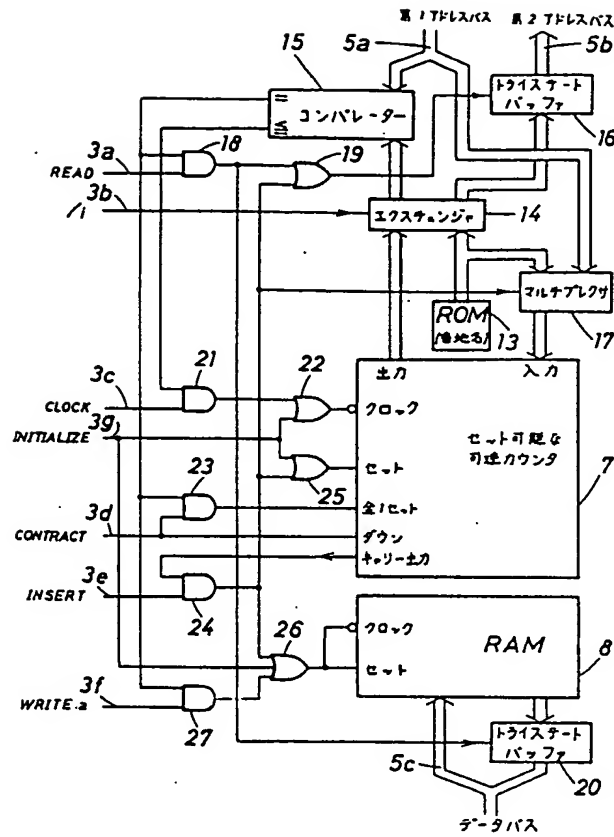 第1アドレスバス
第2アドレスバス
5a
5b
15
コンパレーター
=
≦
トライステート
バッファ
16
3a
READ
18
19
3b
i
エクスチェンジャ
14
マルチプレクサ
17
ROM
(番地名)
13
出力
入力
3c
CLOCK
21
22
クロック
3g
INITIALIZE
25
セット
セット可能な
可逆カウンタ
7
23
全1セット
3d
CONTRACT
ダウン
キャリー出力
3e
INSERT
24
26
クロック
RAM
8
セット
3f
WRITE.a
27
トライステート
バッファ
20
5c
データバス